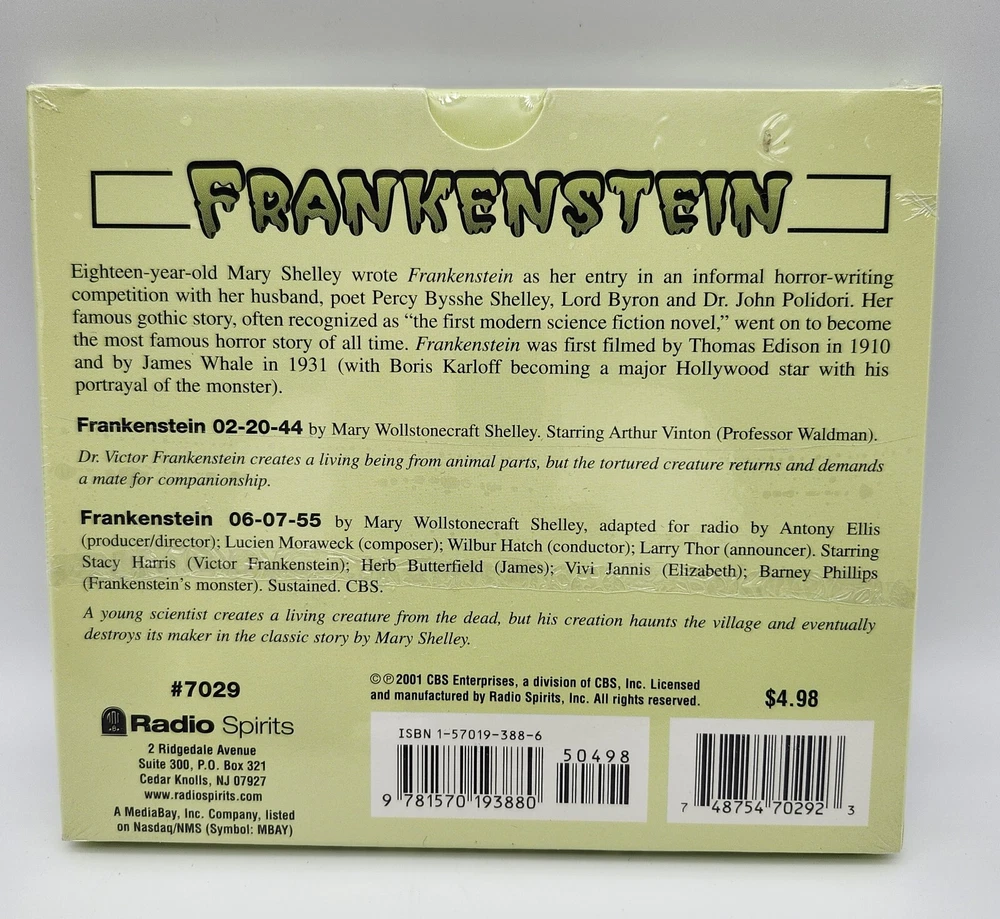 FRANKENSTEIN
Eighteen-year-old Mary Shelley wrote Frankenstein as her entry in an informal horror-writing
competition with her husband, poet Percy Bysshe Shelley, Lord Byron and Dr. John Polidori. Her
famous gothic story, often recognized as “the first modern science fiction novel,” went on to become
the most famous horror story of all time. Frankenstein was first filmed by Thomas Edison in 1910
and by James Whale in 1931 (with Boris Karloff becoming a major Hollywood star with his
portrayal of the monster).
Frankenstein 02-20-44 by Mary Wollstonecraft Shelley. Starring Arthur Vinton (Professor Waldman).
Dr. Victor Frankenstein creates a living being from animal parts, but the tortured creature returns and demands
a mate for companionship.
Frankenstein 06-07-55 by Mary Wollstonecraft Shelley, adapted for radio by Antony Ellis
(producer/director); Lucien Moraweck (composer); Wilbur Hatch (conductor); Larry Thor (announcer). Starring
Stacy Harris (Victor Frankenstein); Herb Butterfield (James); Vivi Jannis (Elizabeth); Barney Phillips
(Frankenstein’s monster). Sustained. CBS.
A young scientist creates a living creature from the dead, but his creation haunts the village and eventually
destroys its maker in the classic story by Mary Shelley.
#7029
Radio Spirits
2 Ridgedale Avenue
Suite 300, P.O. Box 321
Cedar Knolls, NJ 07927
www.radiospirits.com
A MediaBay, Inc. Company, listed
on Nasdaq/NMS (Symbol: MBAY)
©℗2001 CBS Enterprises, a division of CBS, Inc. Licensed
and manufactured by Radio Spirits, Inc. All rights reserved.
ISBN 1-57019-388-6
50498
9 781570 193880
$4.98
7 48754 70292 3